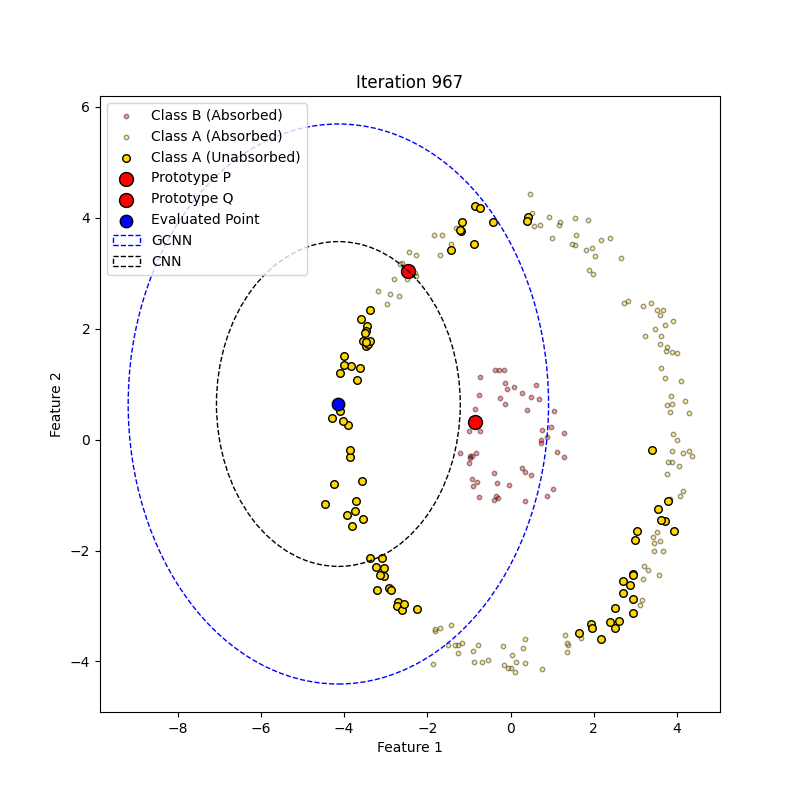 Iteration 967
Class B (Absorbed)
Class A (Absorbed)
Class A (Unabsorbed)
Prototype P
Prototype Q
Evaluated Point
GCNN
CNN
6
4
2
0
−2
−4
Feature 2
−8
−6
−4
−2
0
2
4
Feature 1